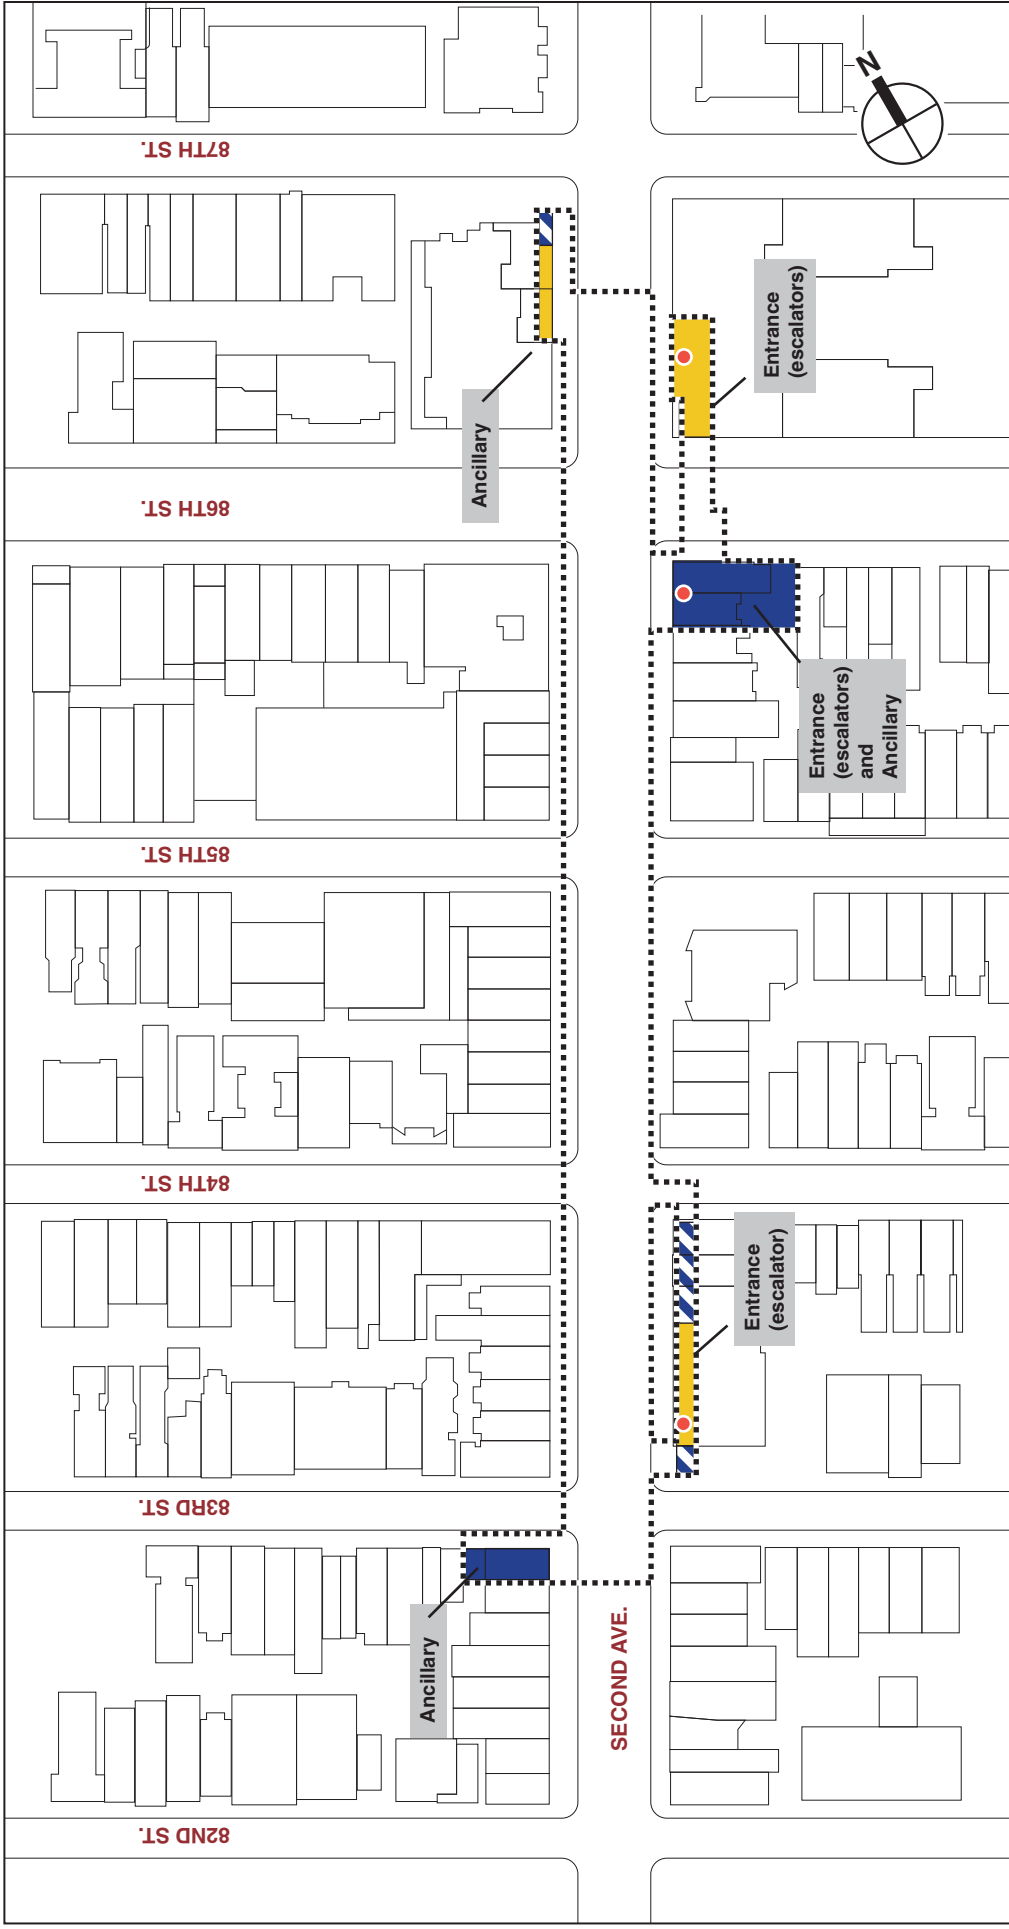 87TH ST.
N
Entrance
(escalators)
Ancillary
86TH ST.
Entrance
(escalators)
and
Ancillary
85TH ST.
84TH ST.
Entrance
(escalator)
83RD ST.
Ancillary
SECOND AVE.
82ND ST.